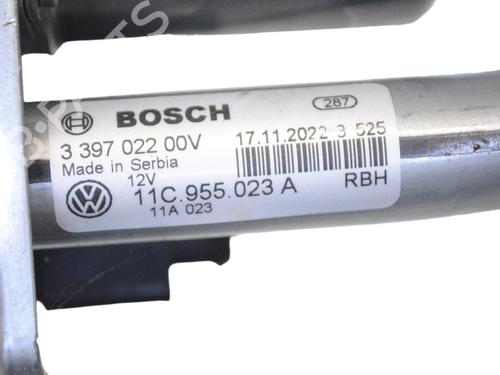 BOSCH
287
3 397 022 00V
17.11.2022 3 525
Made in Serbia
12V
11C.955.023 A
RBH
11A 023